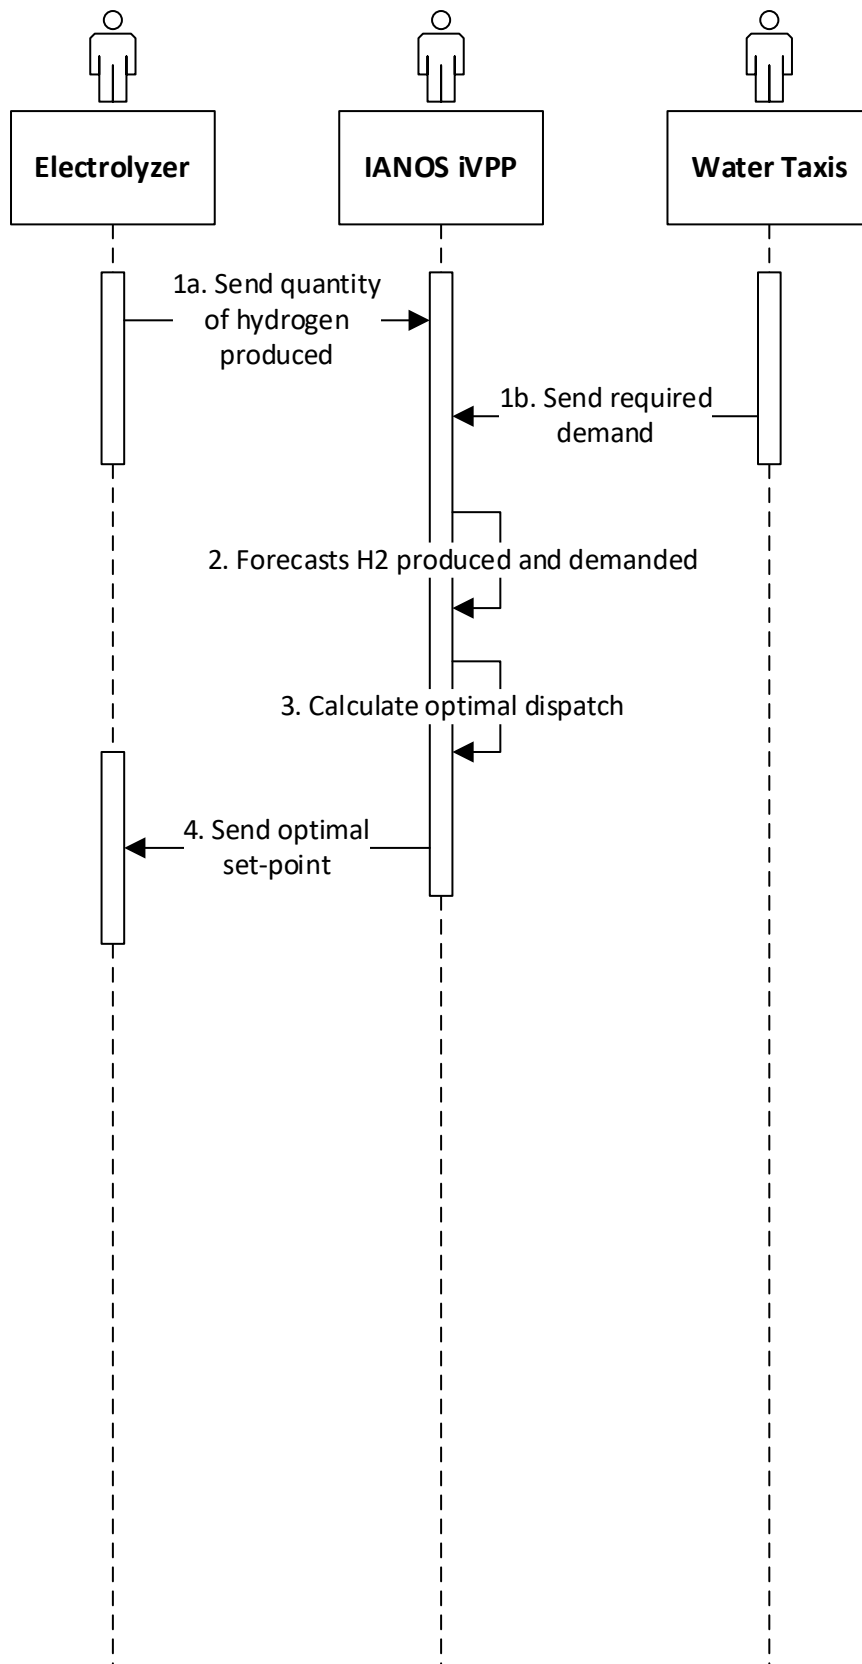 Electrolyzer
IANOS iVPP
Water Taxis
1a. Send quantity
of hydrogen
produced
1b. Send required
demand
2. Forecasts H2 produced and demanded
3. Calculate optimal dispatch
4. Send optimal
set-point